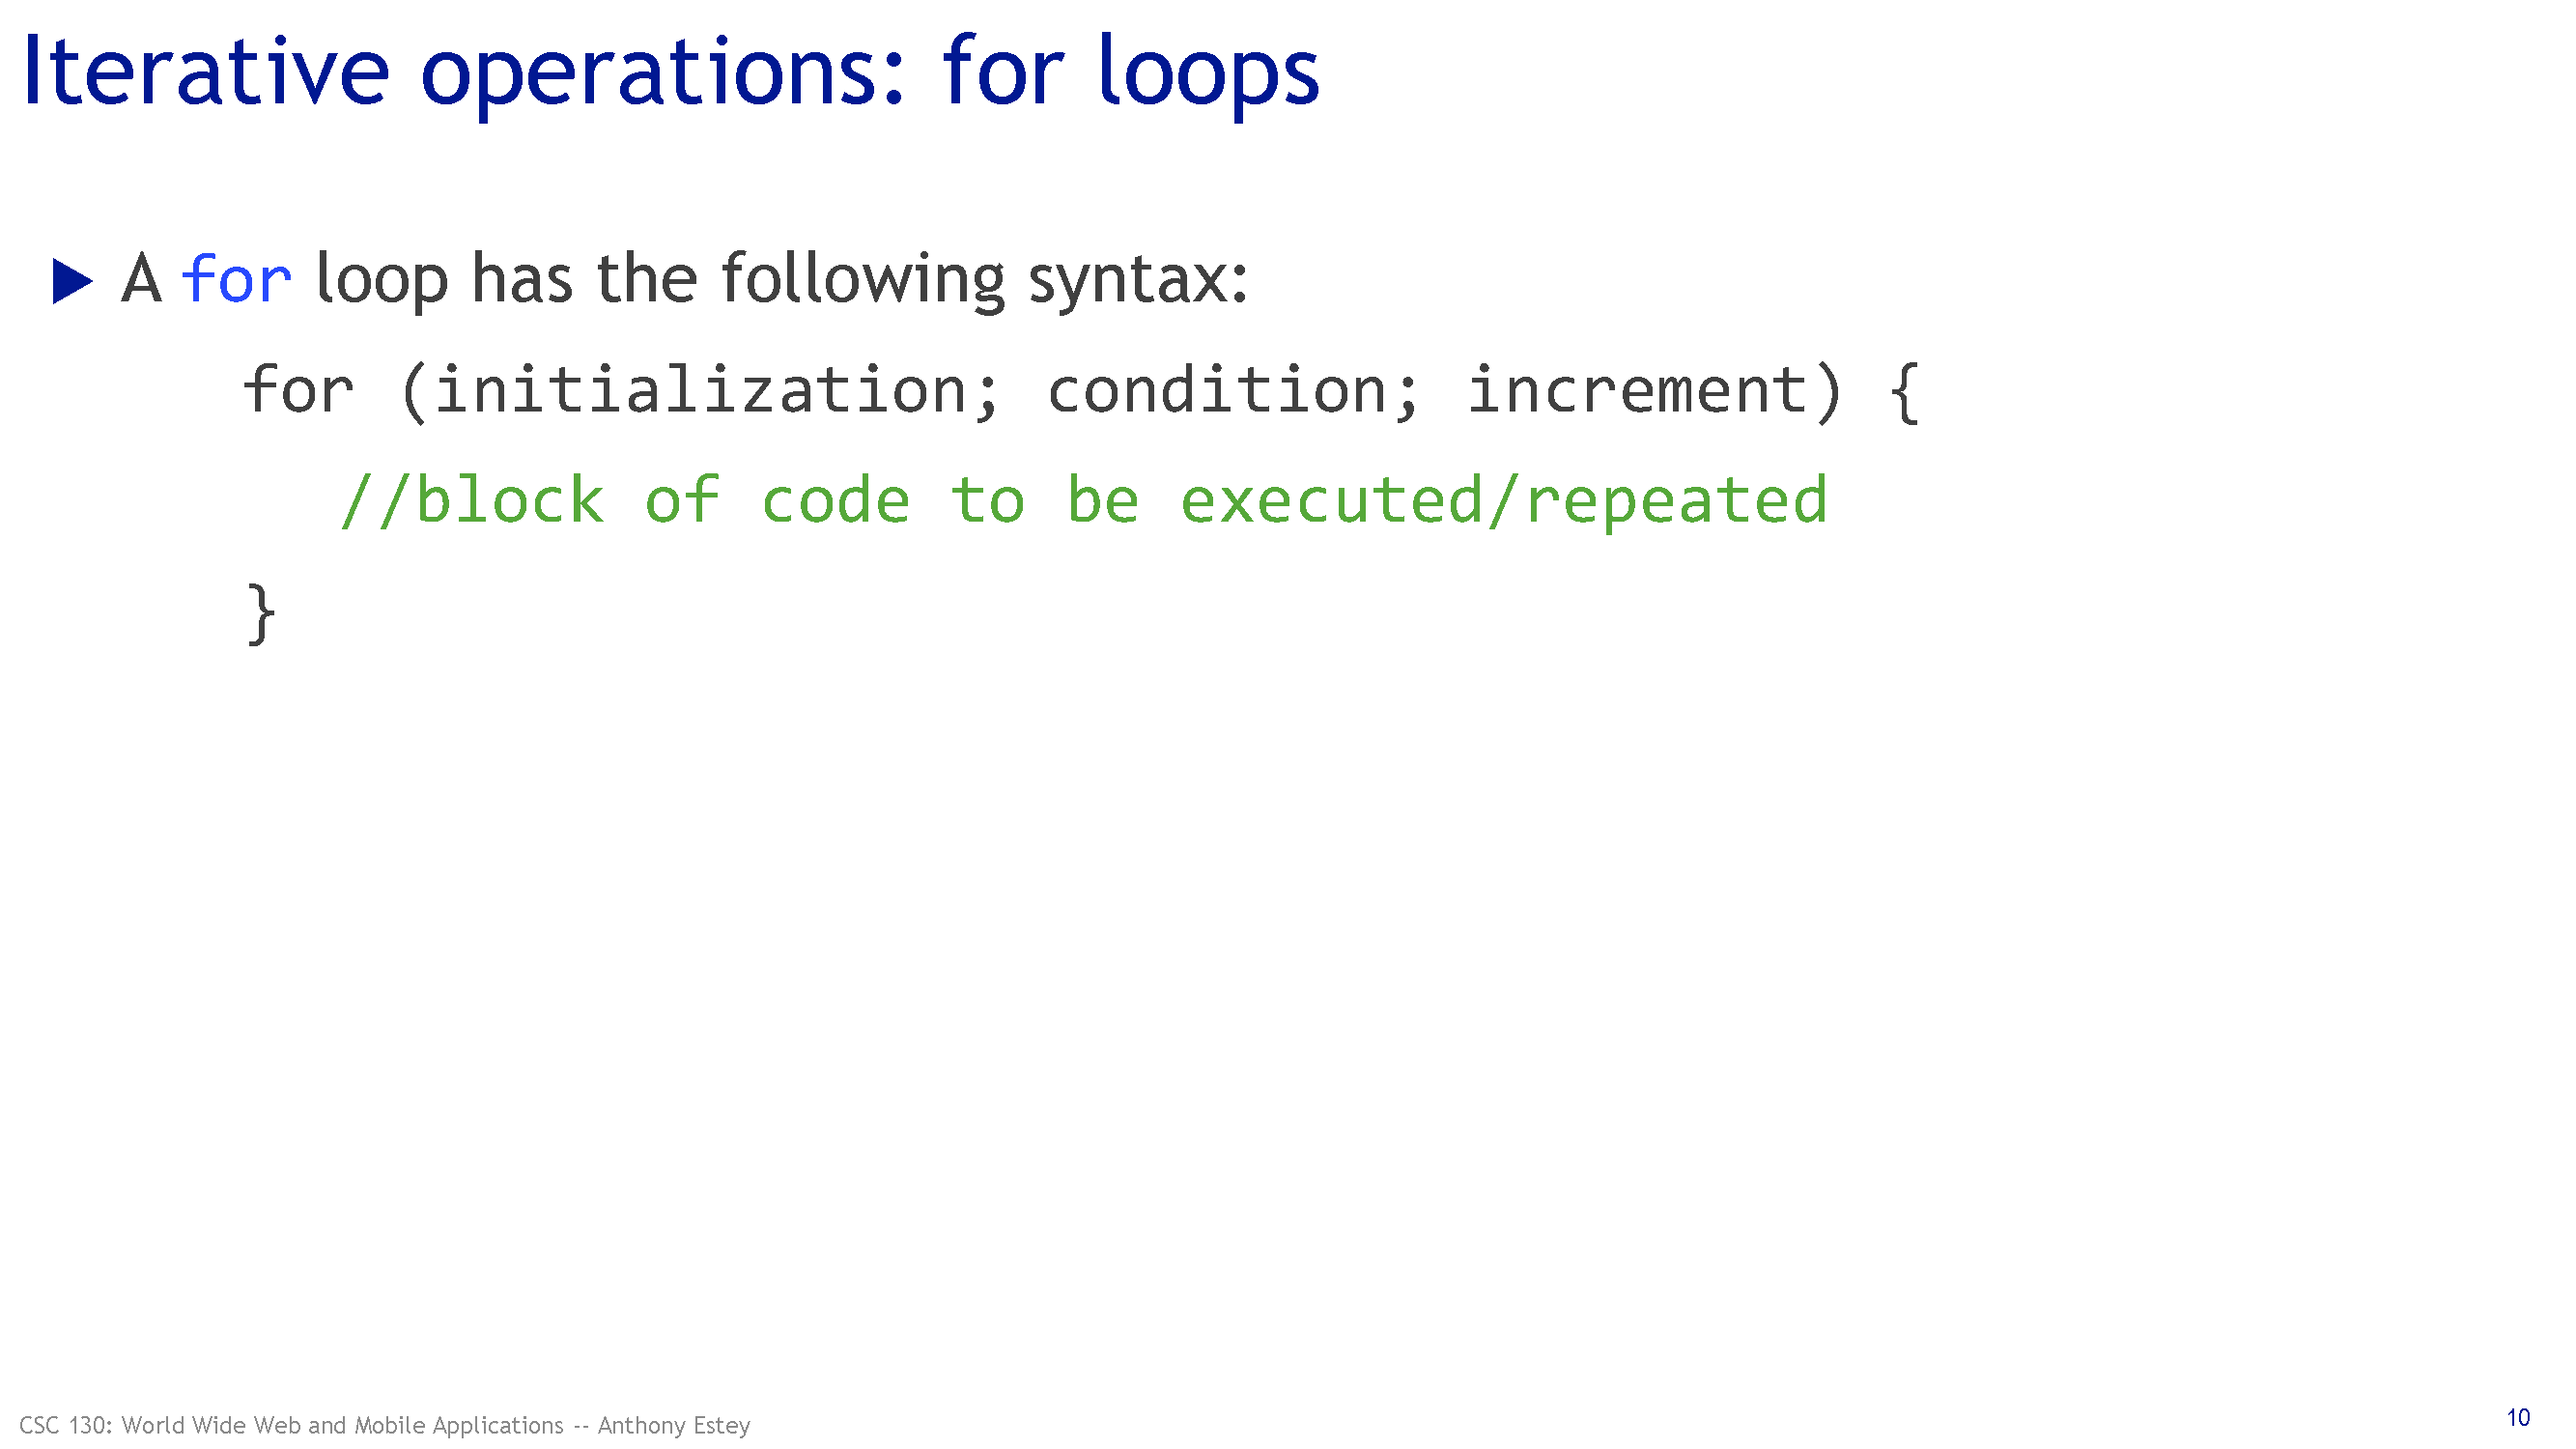 Iterative operations: for loops
A for loop has the following syntax:
for (initialization; condition; increment) {
//block of code to be executed/repeated
}
CSC 130: World Wide Web and Mobile Applications -- Anthony Estey
10